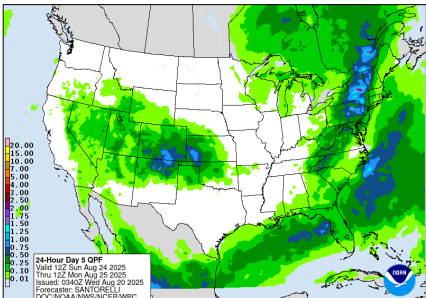 20.00
15.00
10.00
7.00
5.00
4.00
3.00
2.50
2.00
1.75
1.50
1.25
1.00
0.75
0.50
0.25
0.10
0.01
24-Hour Day 5 QPF
Valid 12Z Sun Aug 24 2025
Thru 12Z Mon Aug 25 2025
Issued: 0340Z Wed Aug 20 2025
Forecaster: SANTORELLI
DOC/NOAA/NWS/NCEP/WPC
NOAA